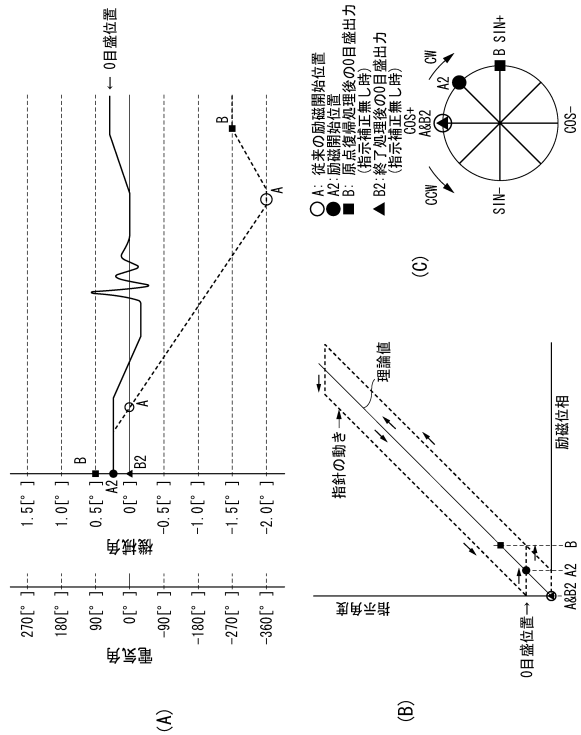 (A)
電気角
270[°]
180[°]
90[°]
0[°]
-90[°]
-180[°]
-270[°]
-360[°]
機械角
1.5[°]
1.0[°]
0.5[°]
0[°]
-0.5[°]
-1.0[°]
-1.5[°]
-2.0[°]
B
A2
B2
A
A
B
←0目盛位置
(B)
指示角度
0目盛位置→
指針の動き→
理論値
A&B2
A2
B
励磁位相
(C)
A: 従来の励磁開始位置
A2: 励磁開始位置
B: 原点復帰処理後の0目盛出力
(指示補正無し時)
B2: 終了処理後の0目盛出力
(指示補正無し時)
CCW
COS+
A&B2
A2
CW
SIN-
B SIN+
COS-